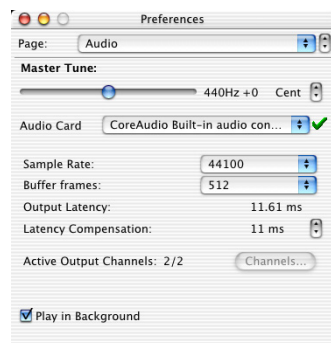 Preferences
Page: Audio
Master Tune:
440Hz +0 Cent
Audio Card CoreAudio Built-in audio con...
Sample Rate: 44100
Buffer frames: 512
Output Latency: 11.61 ms
Latency Compensation: 11 ms
Active Output Channels: 2/2 Channels...
Play in Background